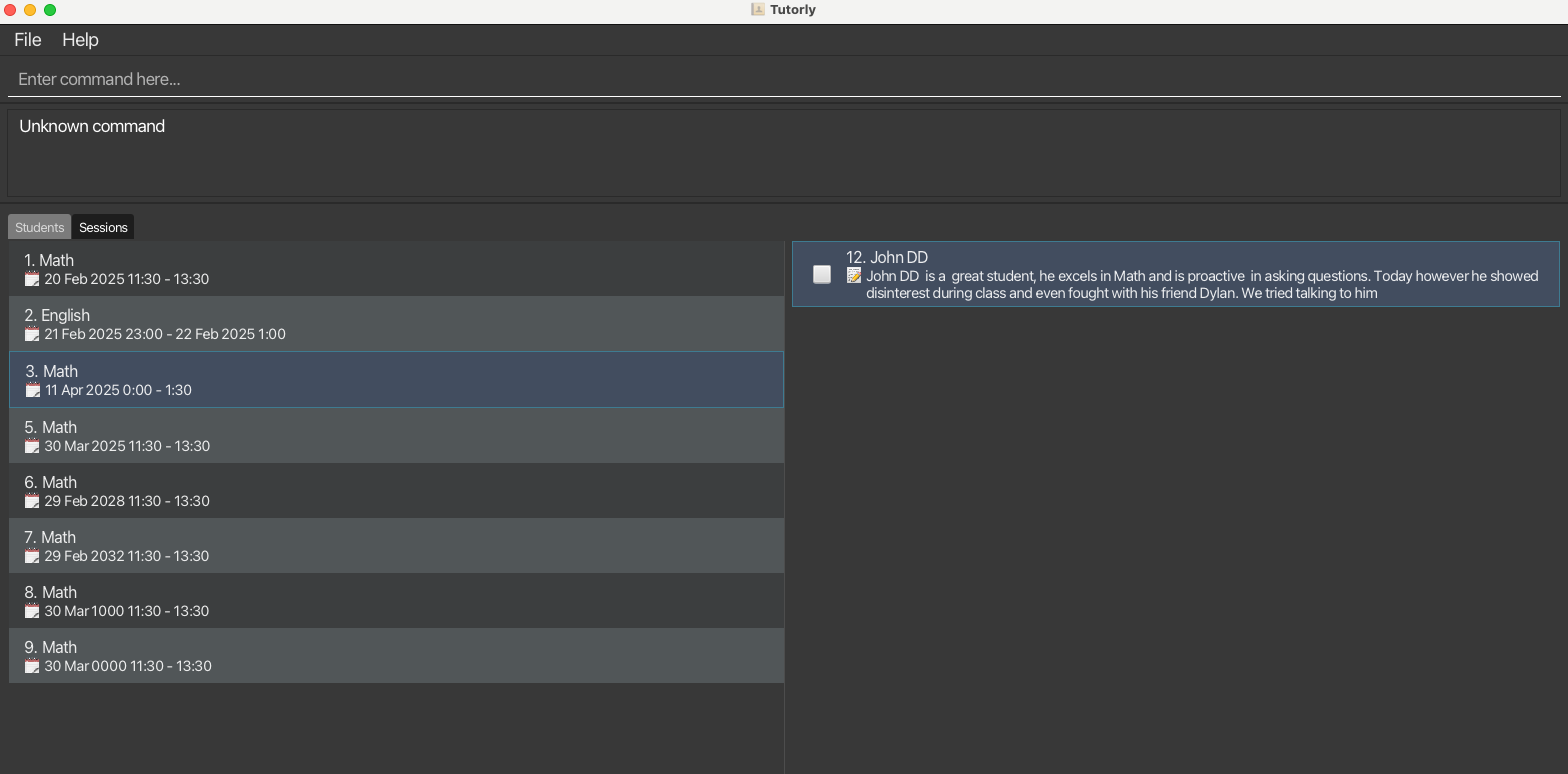 Tutorly
File Help
Enter command here...
Unknown command
Students Sessions
1. Math
20 Feb 2025 11:30 - 13:30
2. English
21 Feb 2025 23:00 - 22 Feb 2025 1:00
3. Math
11 Apr 2025 0:00 - 1:30
5. Math
30 Mar 2025 11:30 - 13:30
6. Math
29 Feb 2028 11:30 - 13:30
7. Math
29 Feb 2032 11:30 - 13:30
8. Math
30 Mar 1000 11:30 - 13:30
9. Math
30 Mar 0000 11:30 - 13:30
12. John DD
John DD  is a  great student, he excels in Math and is proactive  in asking questions. Today however he showed
disinterest during class and even fought with his friend Dylan. We tried talking to him